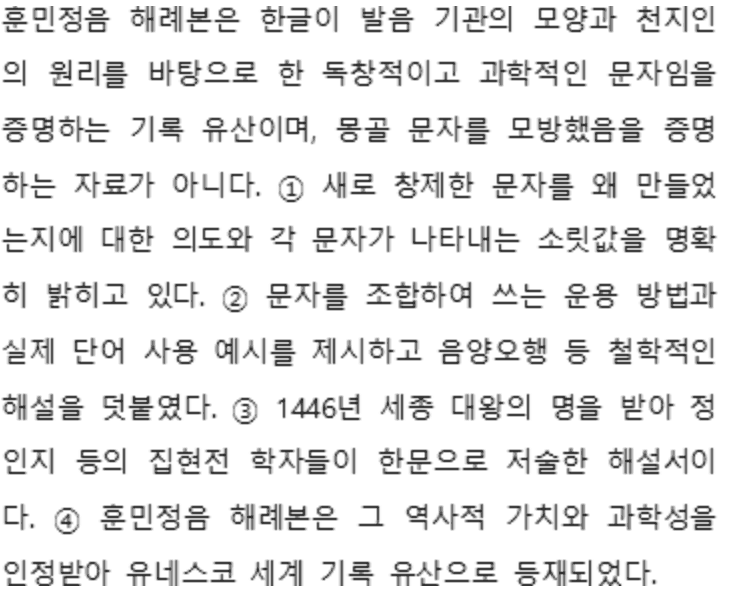 훈민정음 해례본은 한글이 발음 기관의 모양과 천지인
의 원리를 바탕으로 한 독창적이고 과학적인 문자임을
증명하는 기록 유산이며, 몽골 문자를 모방했음을 증명
하는 자료가 아니다. ① 새로 창제한 문자를 왜 만들었
는지에 대한 의도와 각 문자가 나타내는 소릿값을 명확
히 밝히고 있다. ② 문자를 조합하여 쓰는 운용 방법과
실제 단어 사용 예시를 제시하고 음양오행 등 철학적인
해설을 덧붙였다. ③ 1446년 세종 대왕의 명을 받아 정
인지 등의 집현전 학자들이 한문으로 저술한 해설서이
다. ④ 훈민정음 해례본은 그 역사적 가치와 과학성을
인정받아 유네스코 세계 기록 유산으로 등재되었다.